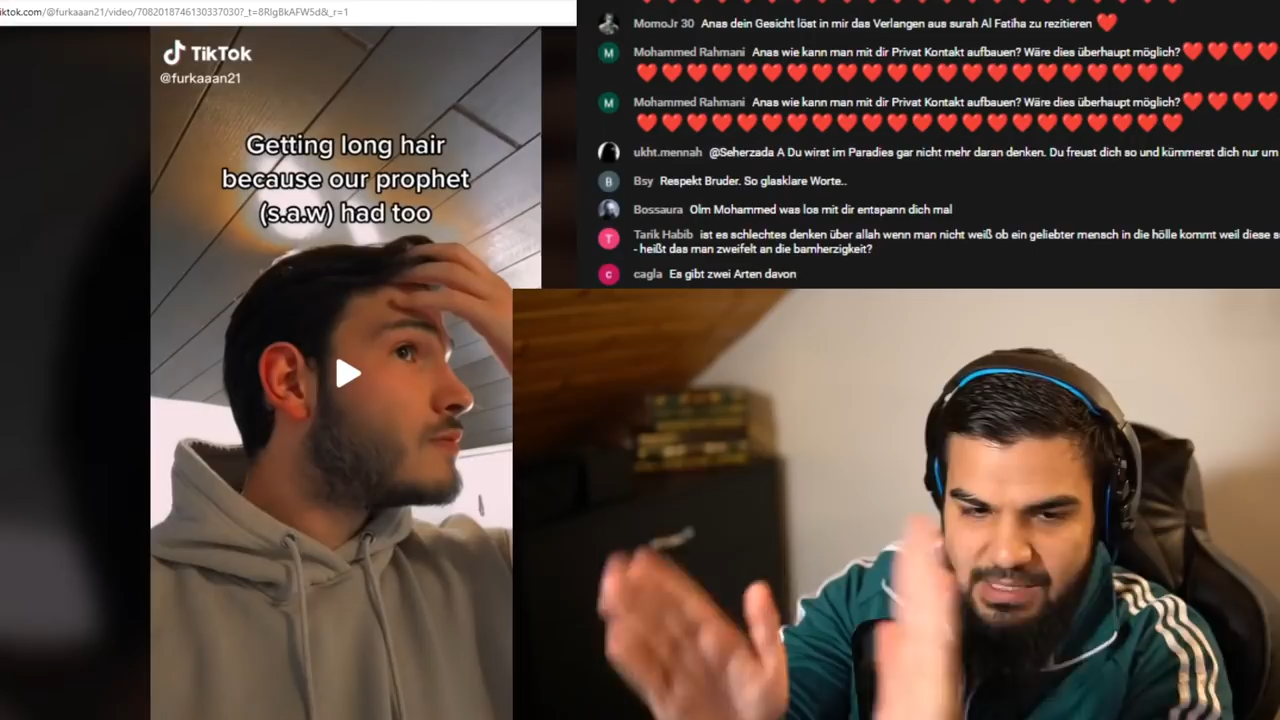 iktok.com/@furkaaan21/video/7082018746130337030?_t=8RlgBkAFW5d&_r=1
TikTok
@furkaaan21
Getting long hair
because our prophet
(s.a.w) had too
MomoJr 30 Anas dein Gesicht löst in mir das Verlangen aus surah Al Fatiha zu rezitieren ❤️
M Mohammed Rahmani Anas wie kann man mit dir Privat Kontakt aufbauen? Wäre dies überhaupt möglich?❤️❤️❤️❤️
❤️❤️❤️❤️❤️❤️❤️❤️❤️❤️❤️❤️❤️❤️❤️❤️❤️❤️❤️❤️❤️❤️❤️
M Mohammed Rahmani Anas wie kann man mit dir Privat Kontakt aufbauen? Wäre dies überhaupt möglich?❤️❤️❤️❤️
❤️❤️❤️❤️❤️❤️❤️❤️❤️❤️❤️❤️❤️❤️❤️❤️❤️❤️❤️❤️❤️❤️❤️
ukht.mennah @Seherzada A Du wirst im Paradies gar nicht mehr daran denken. Du freust dich so und kümmerst dich nur um
B Bsy Respekt Bruder. So glasklare Worte..
Bossaura Olm Mohammed was los mit dir entspann dich mal
T Tarik Habib ist es schlechtes denken über allah wenn man nicht weiß ob ein geliebter mensch in die hölle kommt weil diese
- heißt das man zweifelt an die bamherzigkeit?
c cagla Es gibt zwei Arten davon